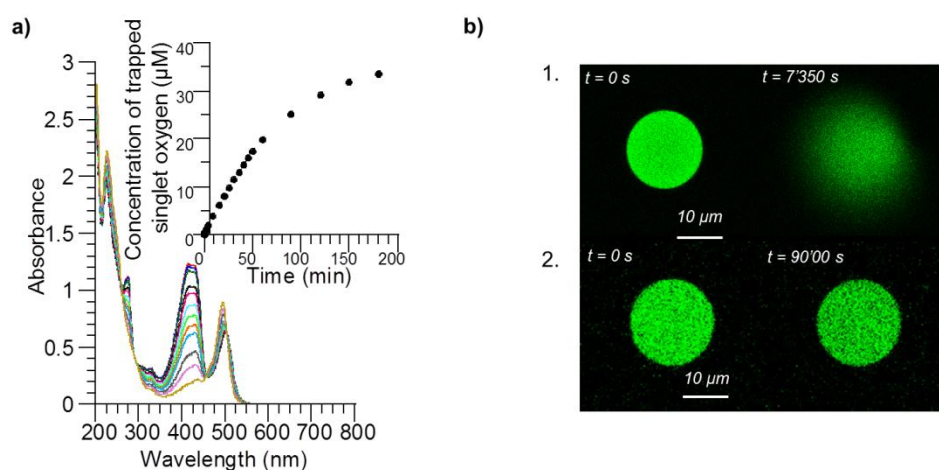 a)
Concentration of trapped
singlet oxygen (µM)
40
30
20
10
0
0
50
100
150
200
Time (min)
Absorbance
3
2.5
2
1.5
1
0.5
0
200
300
400
500
600
700
800
Wavelength (nm)
b)
1.
t = 0 s
t = 7'350 s
10 µm
2.
t = 0 s
t = 90'00 s
10 µm